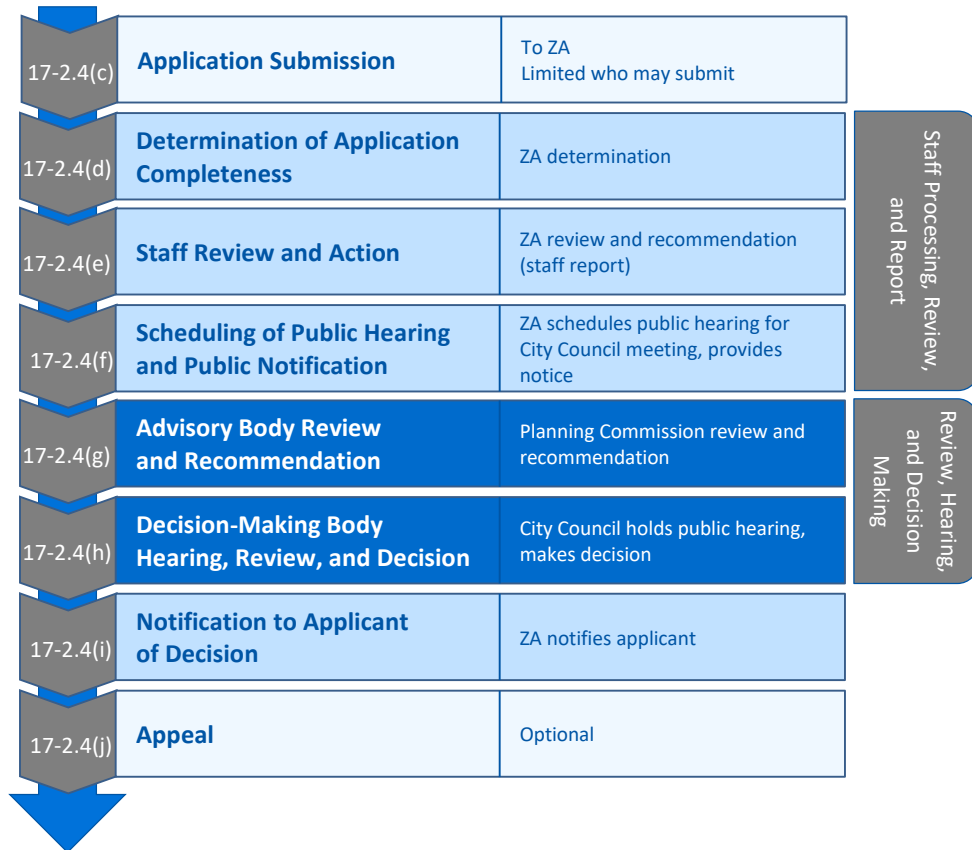 17-2.4(c)
Application Submission
To ZA
Limited who may submit
17-2.4(d)
Determination of Application
Completeness
ZA determination
17-2.4(e)
Staff Review and Action
ZA review and recommendation
(staff report)
17-2.4(f)
Scheduling of Public Hearing
and Public Notification
ZA schedules public hearing for
City Council meeting, provides
notice
Staff Processing, Review,
and Report
17-2.4(g)
Advisory Body Review
and Recommendation
Planning Commission review and
recommendation
17-2.4(h)
Decision-Making Body
Hearing, Review, and Decision
City Council holds public hearing,
makes decision
Review, Hearing,
and Decision
Making
17-2.4(i)
Notification to Applicant
of Decision
ZA notifies applicant
17-2.4(j)
Appeal
Optional